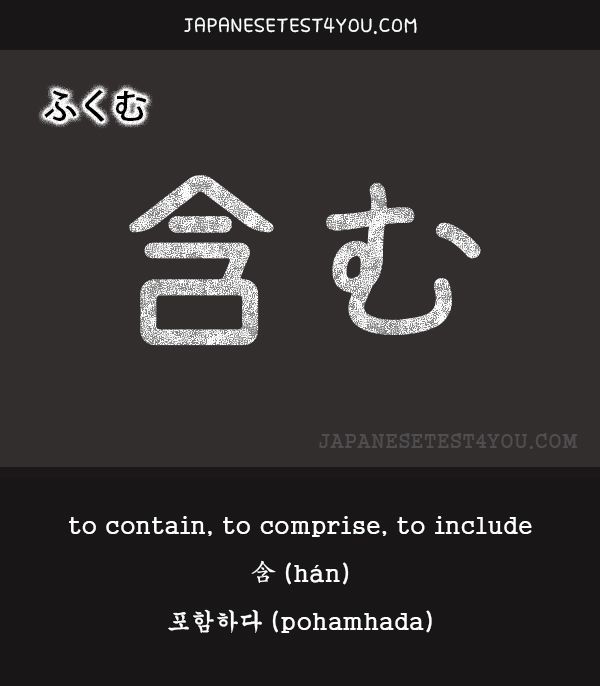 JAPANESETEST4YOU.COM
ふくむ
含む
JAPANESETEST4YOU.COM
to contain, to comprise, to include
含 (hán)
포함하다 (pohamhada)